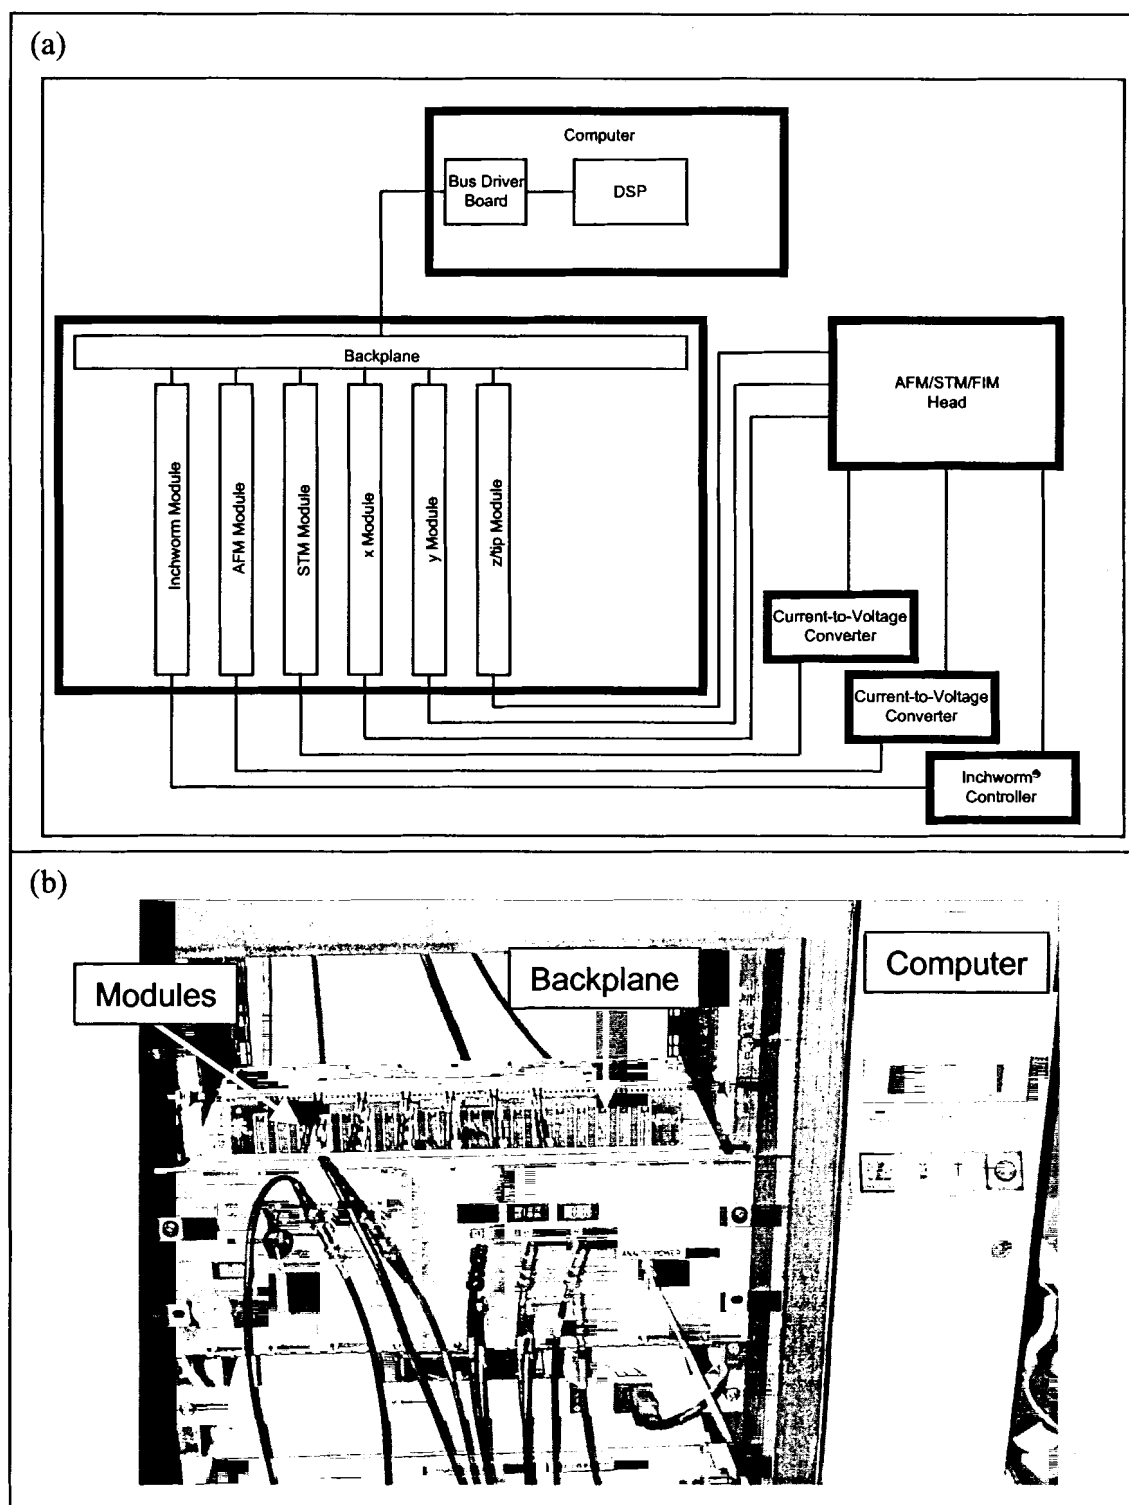 (a)
Computer
Bus Driver
Board
DSP
Backplane
Inchworm Module
AFM Module
STM Module
x Module
y Module
z/tip Module
AFM/STM/FIM
Head
Current-to-Voltage
Converter
Current-to-Voltage
Converter
Inchworm®
Controller
(b)
Modules
Backplane
Computer
POWER